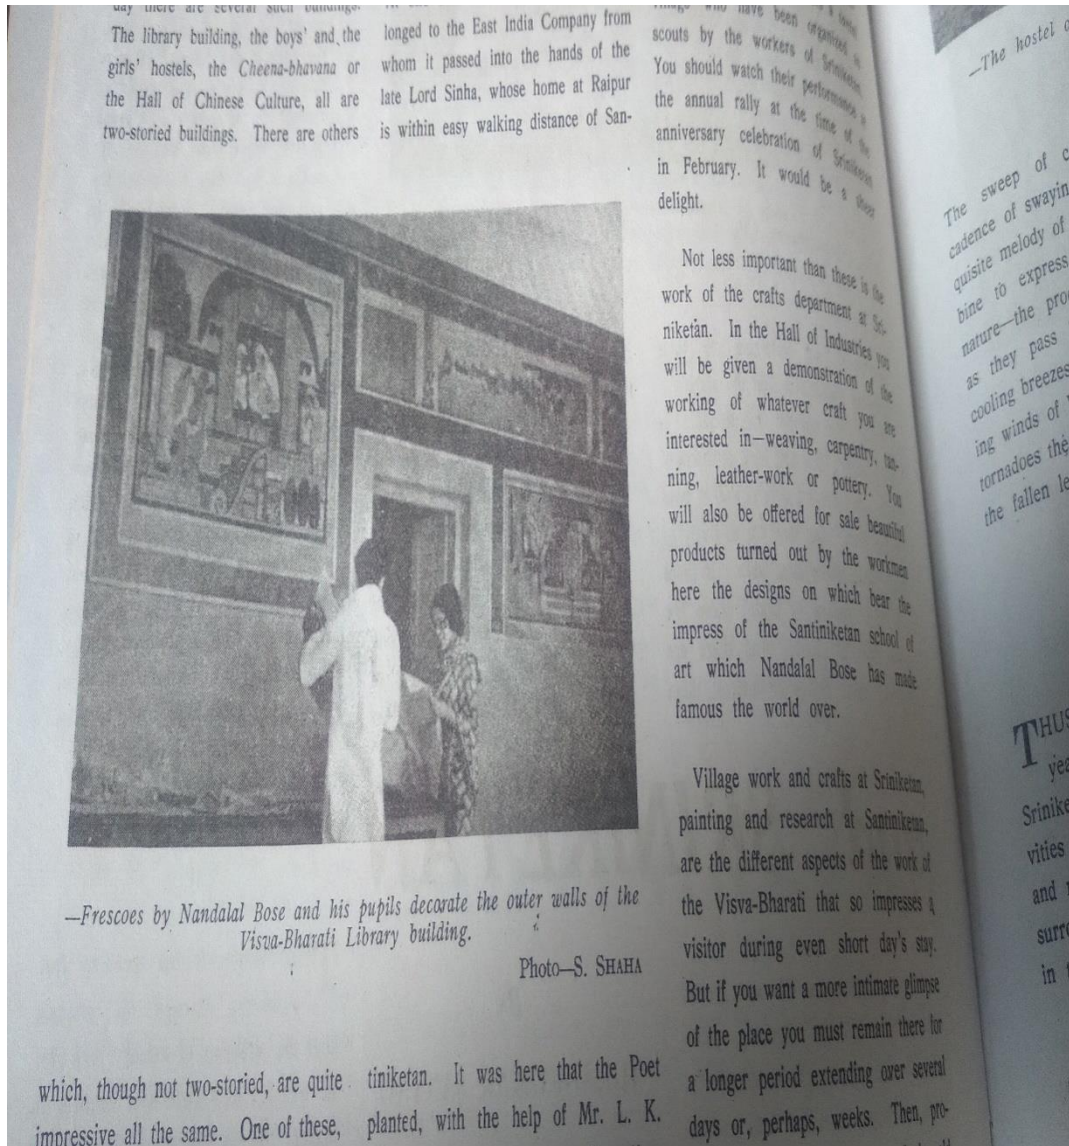 day there are several such buildings.
The library building, the boys' and the
girls' hostels, the Cheena-bhavana or
the Hall of Chinese Culture, all are
two-storied buildings. There are others
—Frescoes by Nandalal Bose and his pupils decorate the outer walls of the
Visva-Bharati Library building.
Photo—S. SHAHA
which, though not two-storied, are quite
impressive all the same. One of these,
longed to the East India Company from
whom it passed into the hands of the
late Lord Sinha, whose home at Raipur
is within easy walking distance of San-
tiniketan. It was here that the Poet
planted, with the help of Mr. L. K.
who have been organized
scouts by the workers of Sriniketan.
You should watch their performance
the annual rally at the time of the
anniversary celebration of Sriniketan
in February. It would be a sheer
delight.
Not less important than these is the
work of the crafts department at Sri-
niketan. In the Hall of Industries you
will be given a demonstration of the
working of whatever craft you are
interested in—weaving, carpentry, tan-
ning, leather-work or pottery. You
will also be offered for sale beautiful
products turned out by the workmen
here the designs on which bear the
impress of the Santiniketan school of
art which Nandalal Bose has made
famous the world over.
Village work and crafts at Sriniketan,
painting and research at Santiniketan,
are the different aspects of the work of
the Visva-Bharati that so impresses a
visitor during even short day's stay.
But if you want a more intimate glimpse
of the place you must remain there for
a longer period extending over several
days or, perhaps, weeks. Then, pro-
—The hostel
The sweep of
cadence of
quisite melody of
bine to express
nature—the
as they pass
cooling breezes
ing winds of
tornadoes the
the fallen
THUS
in
and